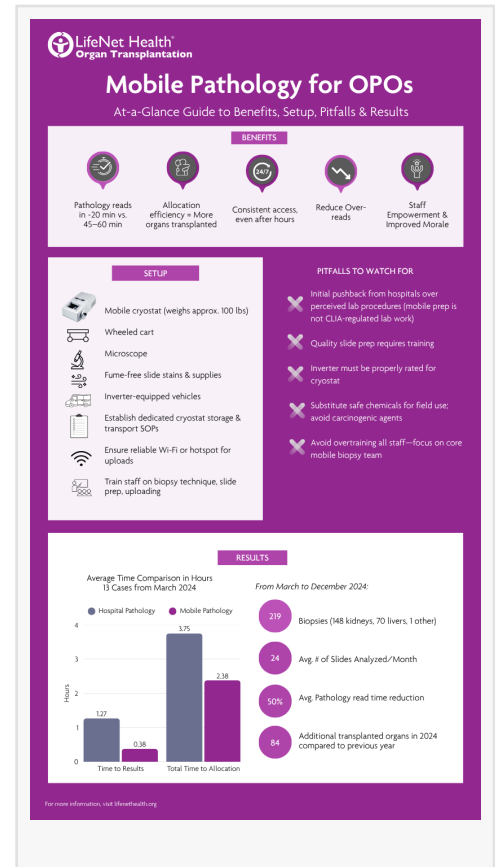 LifeNet Health®
Organ Transplantation
Mobile Pathology for OPOs
At-a-Glance Guide to Benefits, Setup, Pitfalls & Results
BENEFITS
Pathology reads
in ~20 min vs.
45–60 min
Allocation
efficiency = More
organs transplanted
24/7
Consistent access,
even after hours
Reduce Over-
reads
Staff
Empowerment &
Improved Morale
SETUP
Mobile cryostat (weighs approx. 100 lbs)
Wheeled cart
Microscope
Fume-free slide stains & supplies
Inverter-equipped vehicles
Establish dedicated cryostat storage &
transport SOPs
Ensure reliable Wi-Fi or hotspot for
uploads
Train staff on biopsy technique, slide
prep, uploading
PITFALLS TO WATCH FOR
Initial pushback from hospitals over
perceived lab procedures (mobile prep is
not CLIA-regulated lab work)
Quality slide prep requires training
Inverter must be properly rated for
cryostat
Substitute safe chemicals for field use;
avoid carcinogenic agents
Avoid overtraining all staff—focus on core
mobile biopsy team
RESULTS
Average Time Comparison in Hours
13 Cases from March 2024
Hospital Pathology
Mobile Pathology
4
3
2
1
0
Hours
1.27
0.38
3.75
2.38
Time to Results
Total Time to Allocation
From March to December 2024:
219
Biopsies (148 kidneys, 70 livers, 1 other)
24
Avg. # of Slides Analyzed/Month
50%
Avg. Pathology read time reduction
84
Additional transplanted organs in 2024
compared to previous year
For more information, visit lifenethealth.org